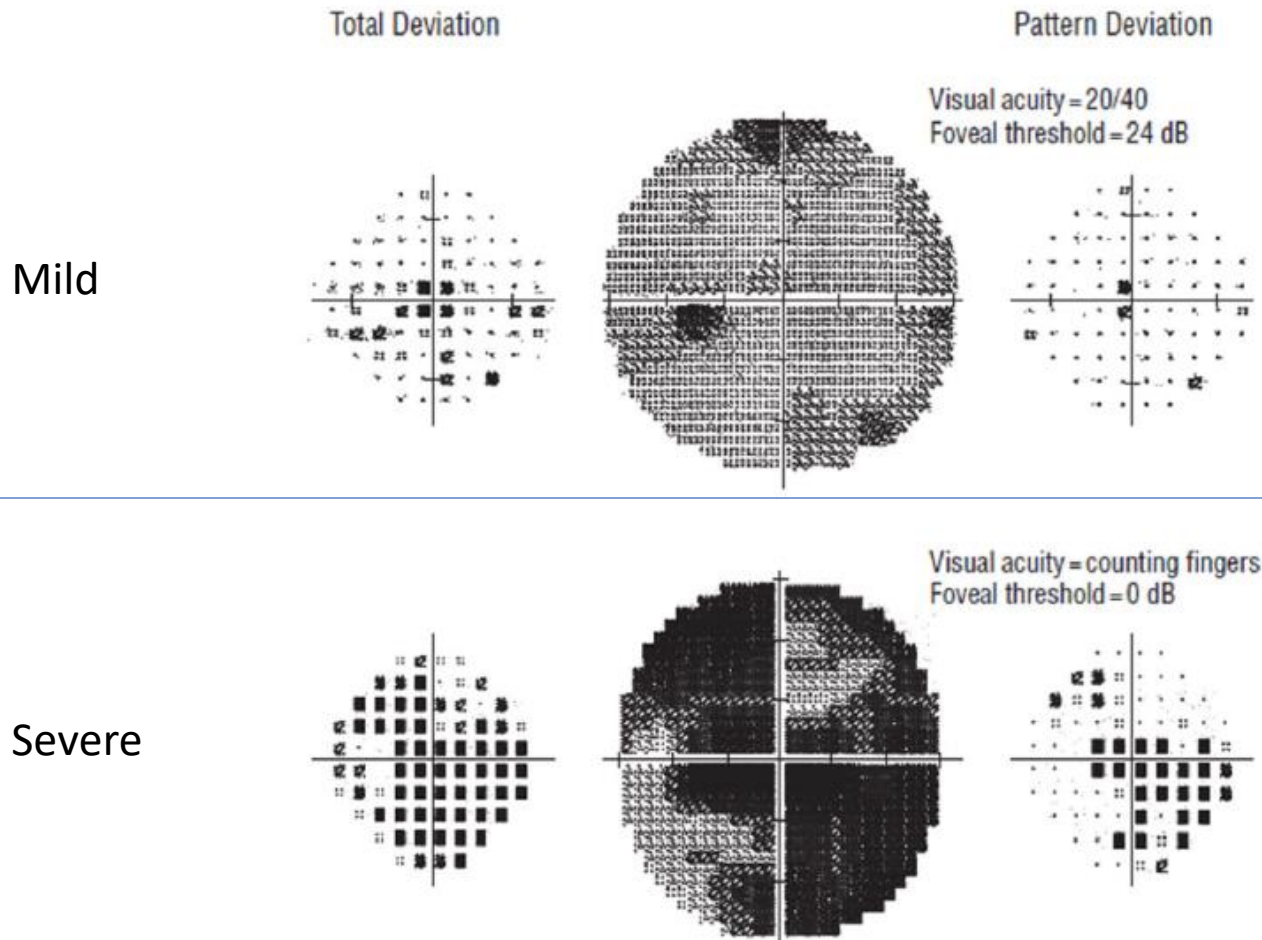 Total Deviation
Pattern Deviation
Visual acuity=20/40
Foveal threshold=24 dB
Mild
Visual acuity=counting fingers
Foveal threshold=0 dB
Severe